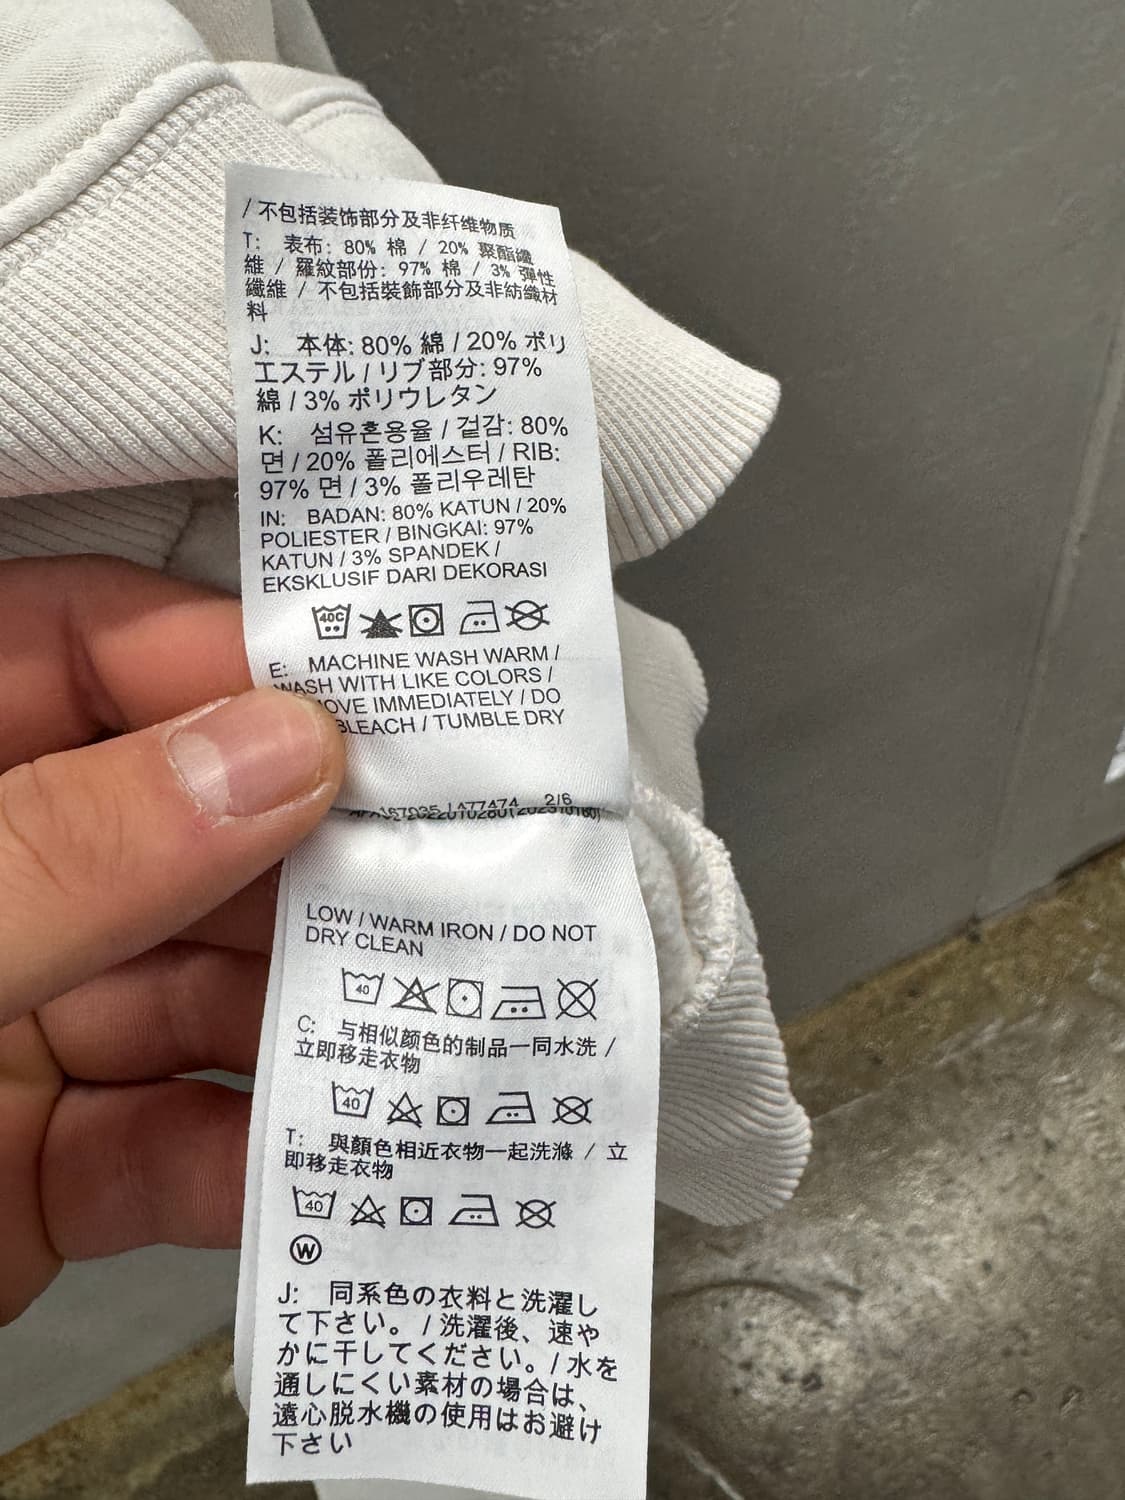 / 不包括装饰部分及非纤维物质
T: 表布: 80% 棉 / 20% 聚酯纖
維 / 羅紋部份: 97% 棉 / 3% 彈性
纖維 / 不包括裝飾部分及非紡織材
料
J: 本体: 80% 綿 / 20% ポリ
エステル / リブ部分: 97%
綿 / 3% ポリウレタン
K: 섬유혼용율 / 겉감: 80%
면 / 20% 폴리에스터 / RIB:
97% 면 / 3% 폴리우레탄
IN: BADAN: 80% KATUN / 20%
POLIESTER / BINGKAI: 97%
KATUN / 3% SPANDEK /
EKSKLUSIF DARI DEKORASI
40C
E: MACHINE WASH WARM /
WASH WITH LIKE COLORS /
IMMEDIATELY / DO
BLEACH / TUMBLE DRY
A77474 2/6
LOW / WARM IRON / DO NOT
DRY CLEAN
40
C: 与相似颜色的制品一同水洗 /
立即移走衣物
40
T: 與顏色相近衣物一起洗滌 / 立
即移走衣物
40
W
J: 同系色の衣料と洗濯し
て下さい。 / 洗濯後、速や
かに干してください。/ 水を
通しにくい素材の場合は、
遠心脱水機の使用はお避け
下さい